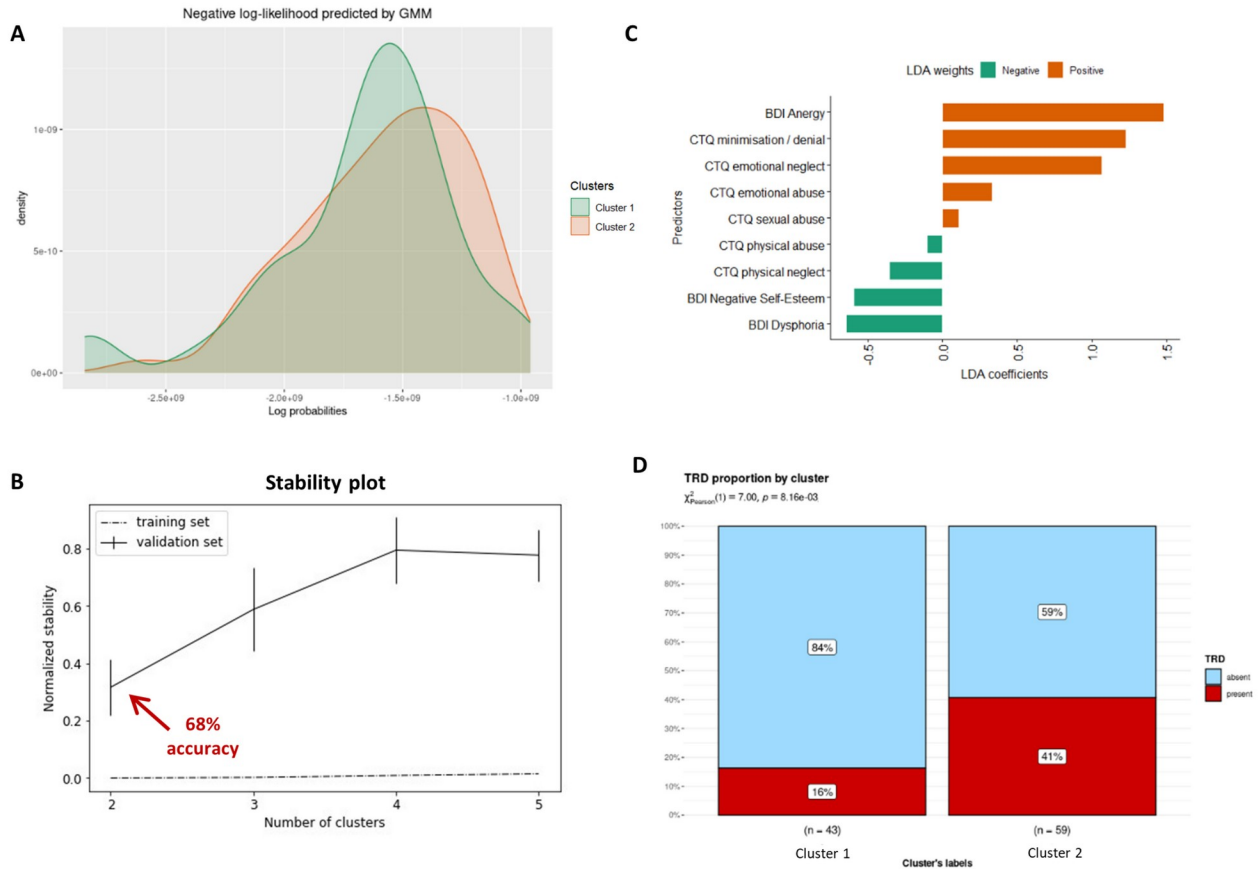 A
Negative log-likelihood predicted by GMM
density
1e-09
5e-10
0e+00
-2.5e+09
-2.0e+09
-1.5e+09
-1.0e+09
Log probabilities
Clusters
Cluster 1
Cluster 2
C
LDA weights
Negative
Positive
Predictors
BDI Anergy
CTQ minimisation / denial
CTQ emotional neglect
CTQ emotional abuse
CTQ sexual abuse
CTQ physical abuse
CTQ physical neglect
BDI Negative Self-Esteem
BDI Dysphoria
-0.5
0.0
0.5
1.0
1.5
LDA coefficients
B
Stability plot
training set
validation set
Normalized stability
0.8
0.6
0.4
0.2
0.0
68%
accuracy
2
3
4
5
Number of clusters
D
TRD proportion by cluster
χ²Pearson(1) = 7.00, p = 8.16e-03
100%
90%
80%
70%
60%
50%
40%
30%
20%
10%
0%
84%
16%
59%
41%
(n = 43)
(n = 59)
Cluster 1
Cluster 2
Cluster's labels
TRD
absent
present